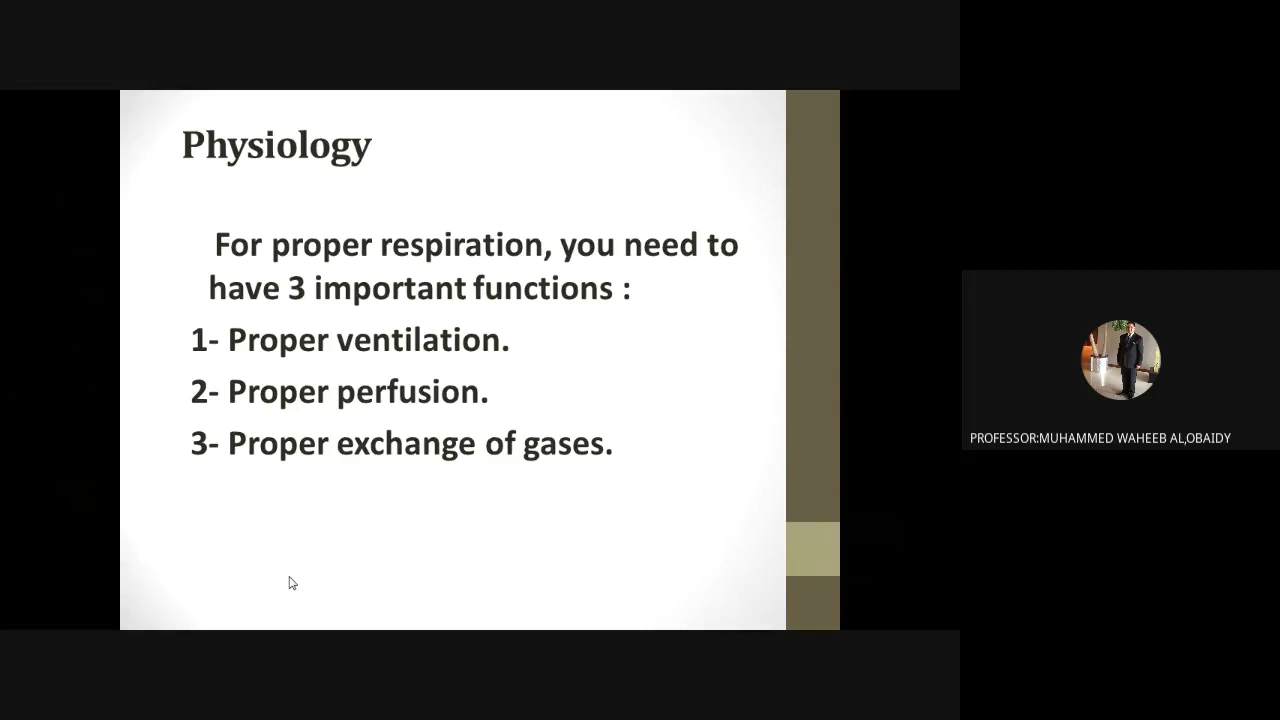 Physiology
For proper respiration, you need to
have 3 important functions :
1- Proper ventilation.
2- Proper perfusion.
3- Proper exchange of gases.
PROFESSOR:MUHAMMED WAHEEB AL,OBAIDY